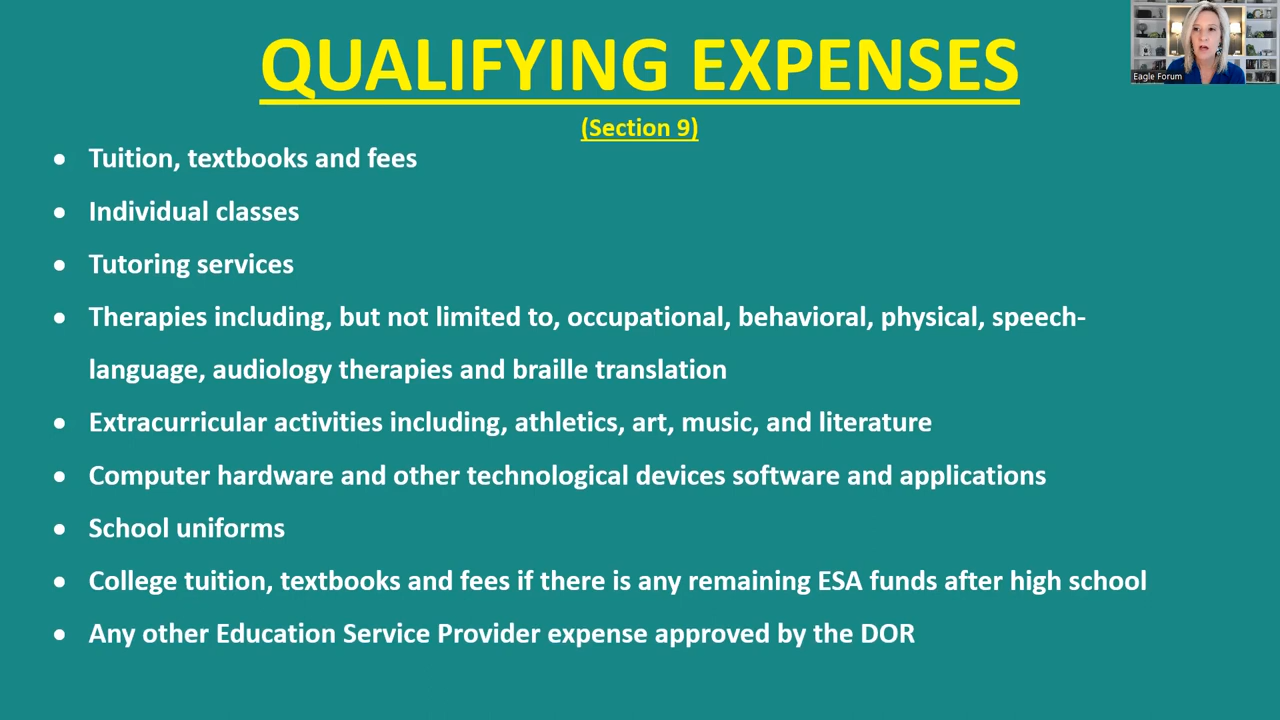 QUALIFYING EXPENSES
Eagle Forum
(Section 9)
• Tuition, textbooks and fees
• Individual classes
• Tutoring services
• Therapies including, but not limited to, occupational, behavioral, physical, speech-
language, audiology therapies and braille translation
• Extracurricular activities including, athletics, art, music, and literature
• Computer hardware and other technological devices software and applications
• School uniforms
• College tuition, textbooks and fees if there is any remaining ESA funds after high school
• Any other Education Service Provider expense approved by the DOR